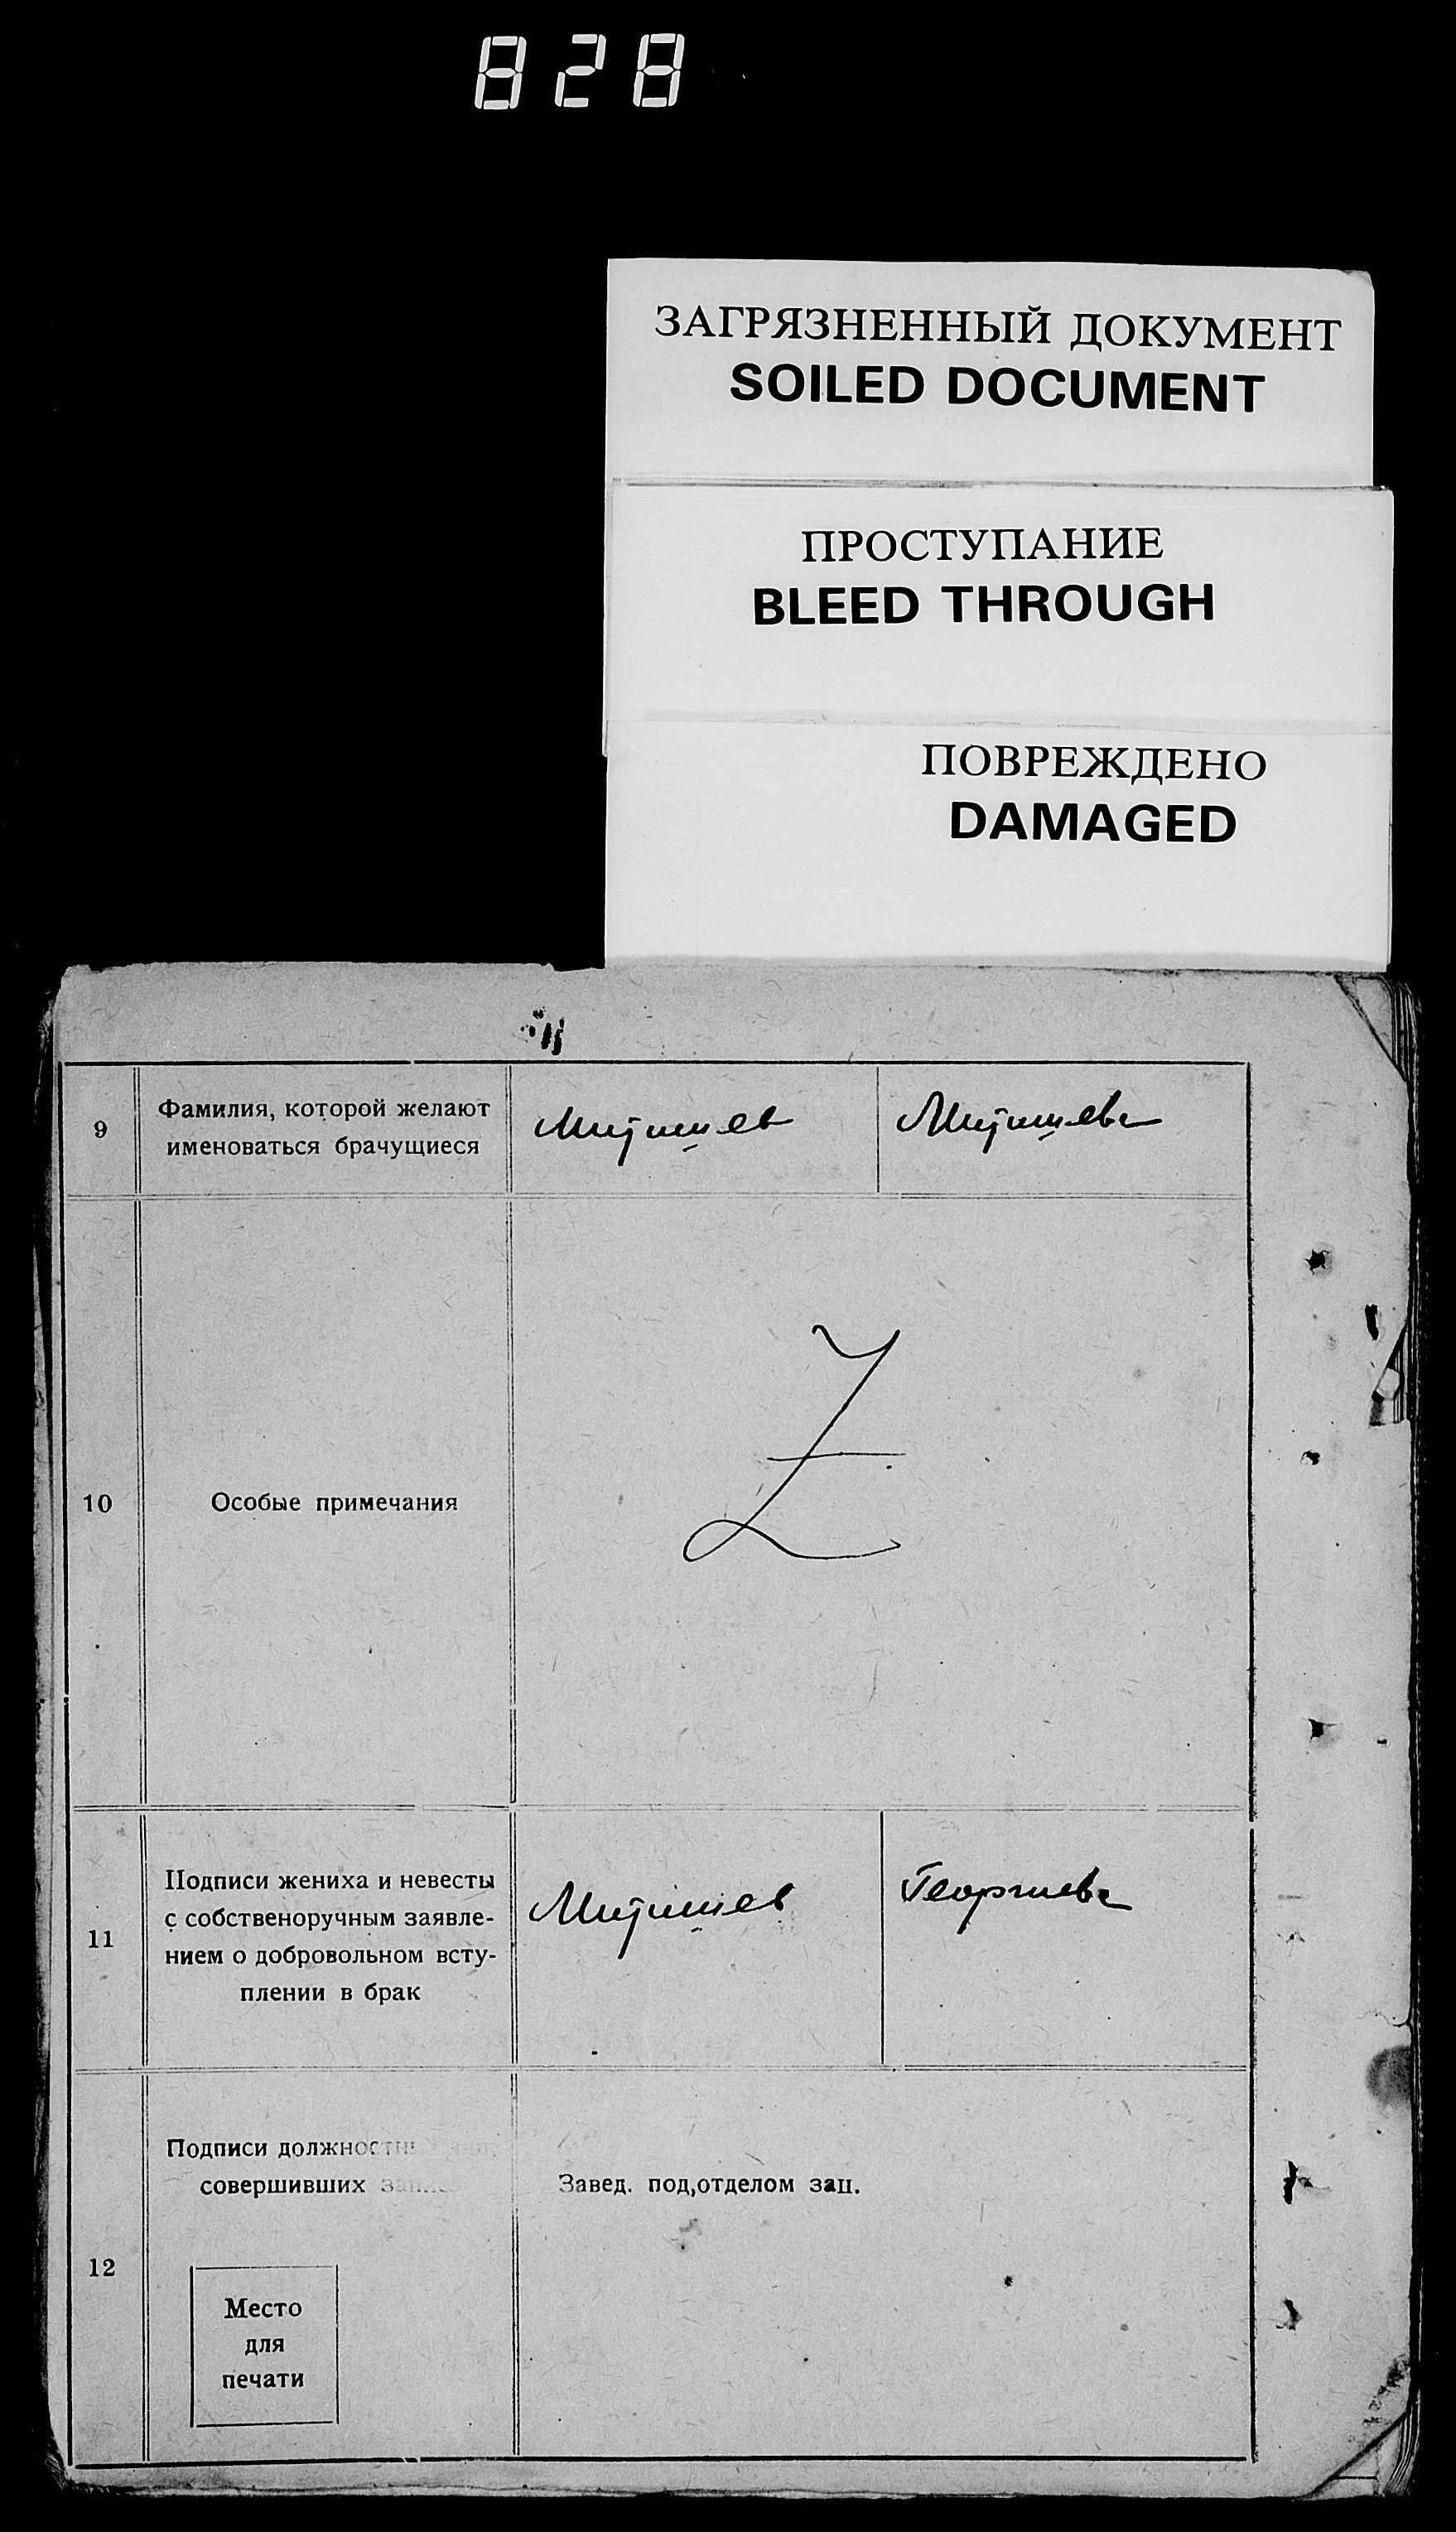 828
ЗАГРЯЗНЕННЫЙ ДОКУМЕНТ
SOILED DOCUMENT
ПРОСТУПАНИЕ
BLEED THROUGH
ПОВРЕЖДЕНО
DAMAGED
9
Фамилия, которой желают
именоваться брачущиеся
10
Особые примечания
Z
11
Подписи жениха и невесты
с собственоручным заявле-
нием о добровольном всту-
плении в брак
Георгиева
12
Подписи должностных
совершивших
Завед. под,отделом зап.
Место
для
печати